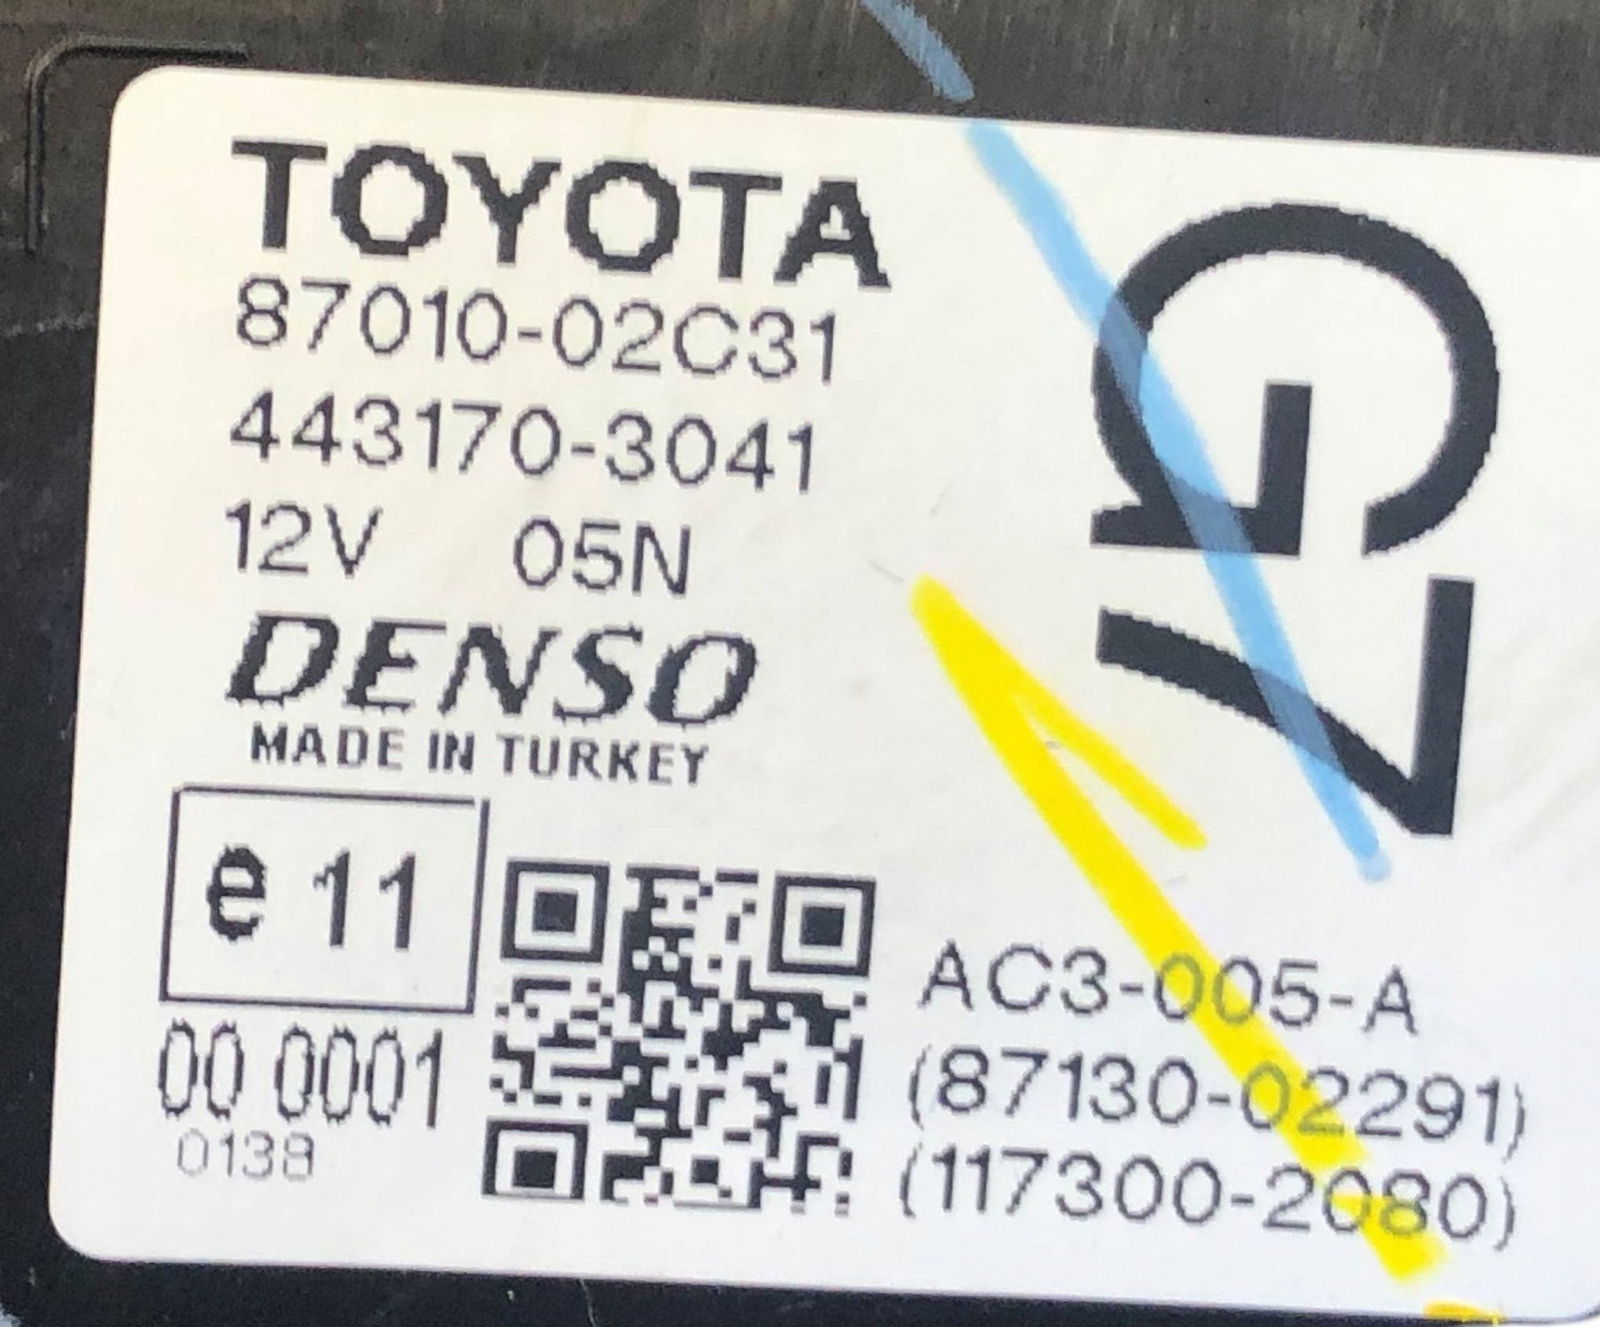 TOYOTA
87010-02C31
443170-3041
12V 05N
DENSO
MADE IN TURKEY
e 11
00 0001
0138
G7
AC3-005-A
(87130-02291)
(117300-2080)